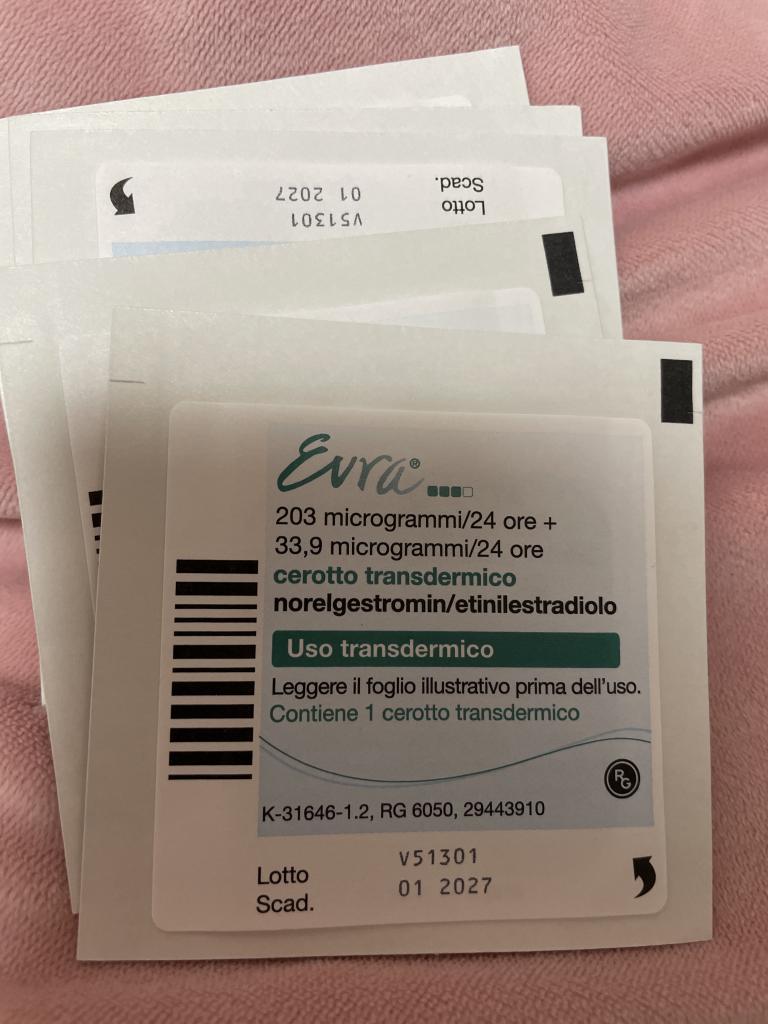 Lotto
Scad.
V51301
01 2027
Evra®
203 microgrammi/24 ore +
33,9 microgrammi/24 ore
cerotto transdermico
norelgestromin/etinilestradiolo
Uso transdermico
Leggere il foglio illustrativo prima dell'uso.
Contiene 1 cerotto transdermico
RG
K-31646-1.2, RG 6050, 29443910
Lotto
V51301
Scad.
01 2027